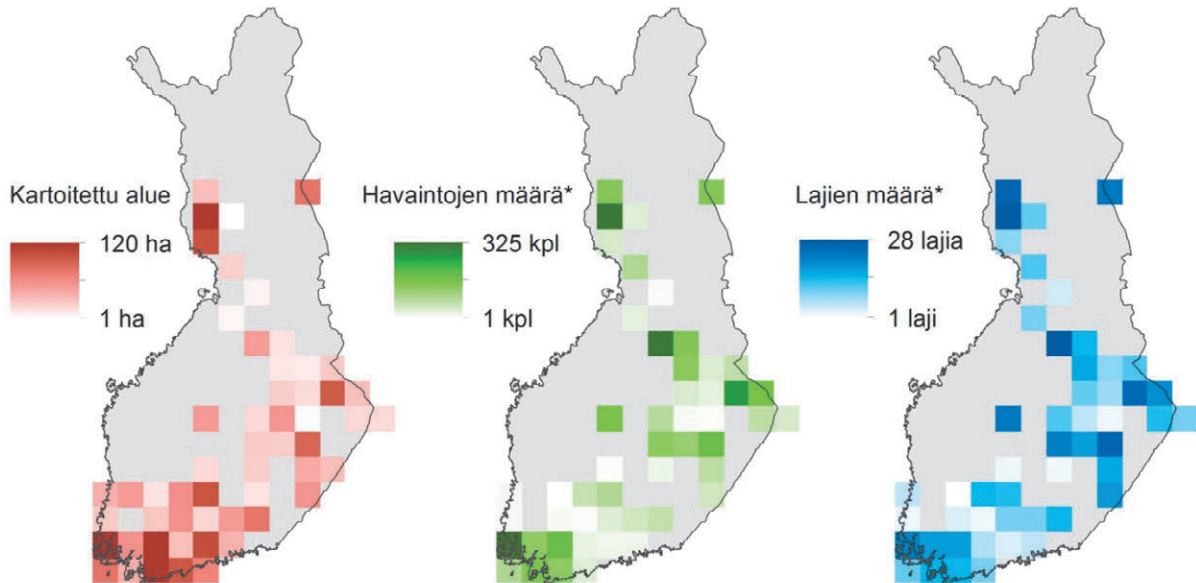 Kartoitettu alue
120 ha
1 ha
Havaintojen määrä*
325 kpl
1 kpl
Lajien määrä*
28 lajia
1 laji